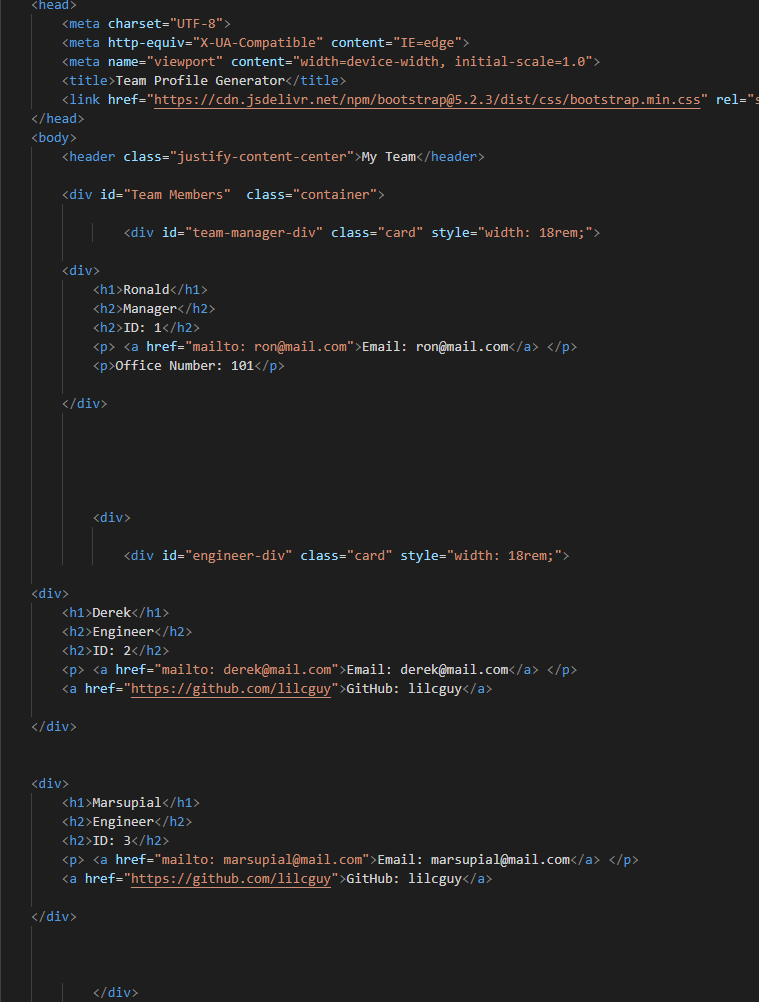 <head>
<meta charset="UTF-8">
<meta http-equiv="X-UA-Compatible" content="IE=edge">
<meta name="viewport" content="width=device-width, initial-scale=1.0">
<title>Team Profile Generator</title>
<link href="https://cdn.jsdelivr.net/npm/bootstrap@5.2.3/dist/css/bootstrap.min.css" rel="s
</head>
<body>
<header class="justify-content-center">My Team</header>
<div id="Team Members"  class="container">
<div id="team-manager-div" class="card" style="width: 18rem;">
<div>
<h1>Ronald</h1>
<h2>Manager</h2>
<h2>ID: 1</h2>
<p> <a href="mailto: ron@mail.com">Email: ron@mail.com</a> </p>
<p>Office Number: 101</p>
</div>
<div>
<div id="engineer-div" class="card" style="width: 18rem;">
<div>
<h1>Derek</h1>
<h2>Engineer</h2>
<h2>ID: 2</h2>
<p> <a href="mailto: derek@mail.com">Email: derek@mail.com</a> </p>
<a href="https://github.com/lilcguy">GitHub: lilcguy</a>
</div>
<div>
<h1>Marsupial</h1>
<h2>Engineer</h2>
<h2>ID: 3</h2>
<p> <a href="mailto: marsupial@mail.com">Email: marsupial@mail.com</a> </p>
<a href="https://github.com/lilcguy">GitHub: lilcguy</a>
</div>
</div>